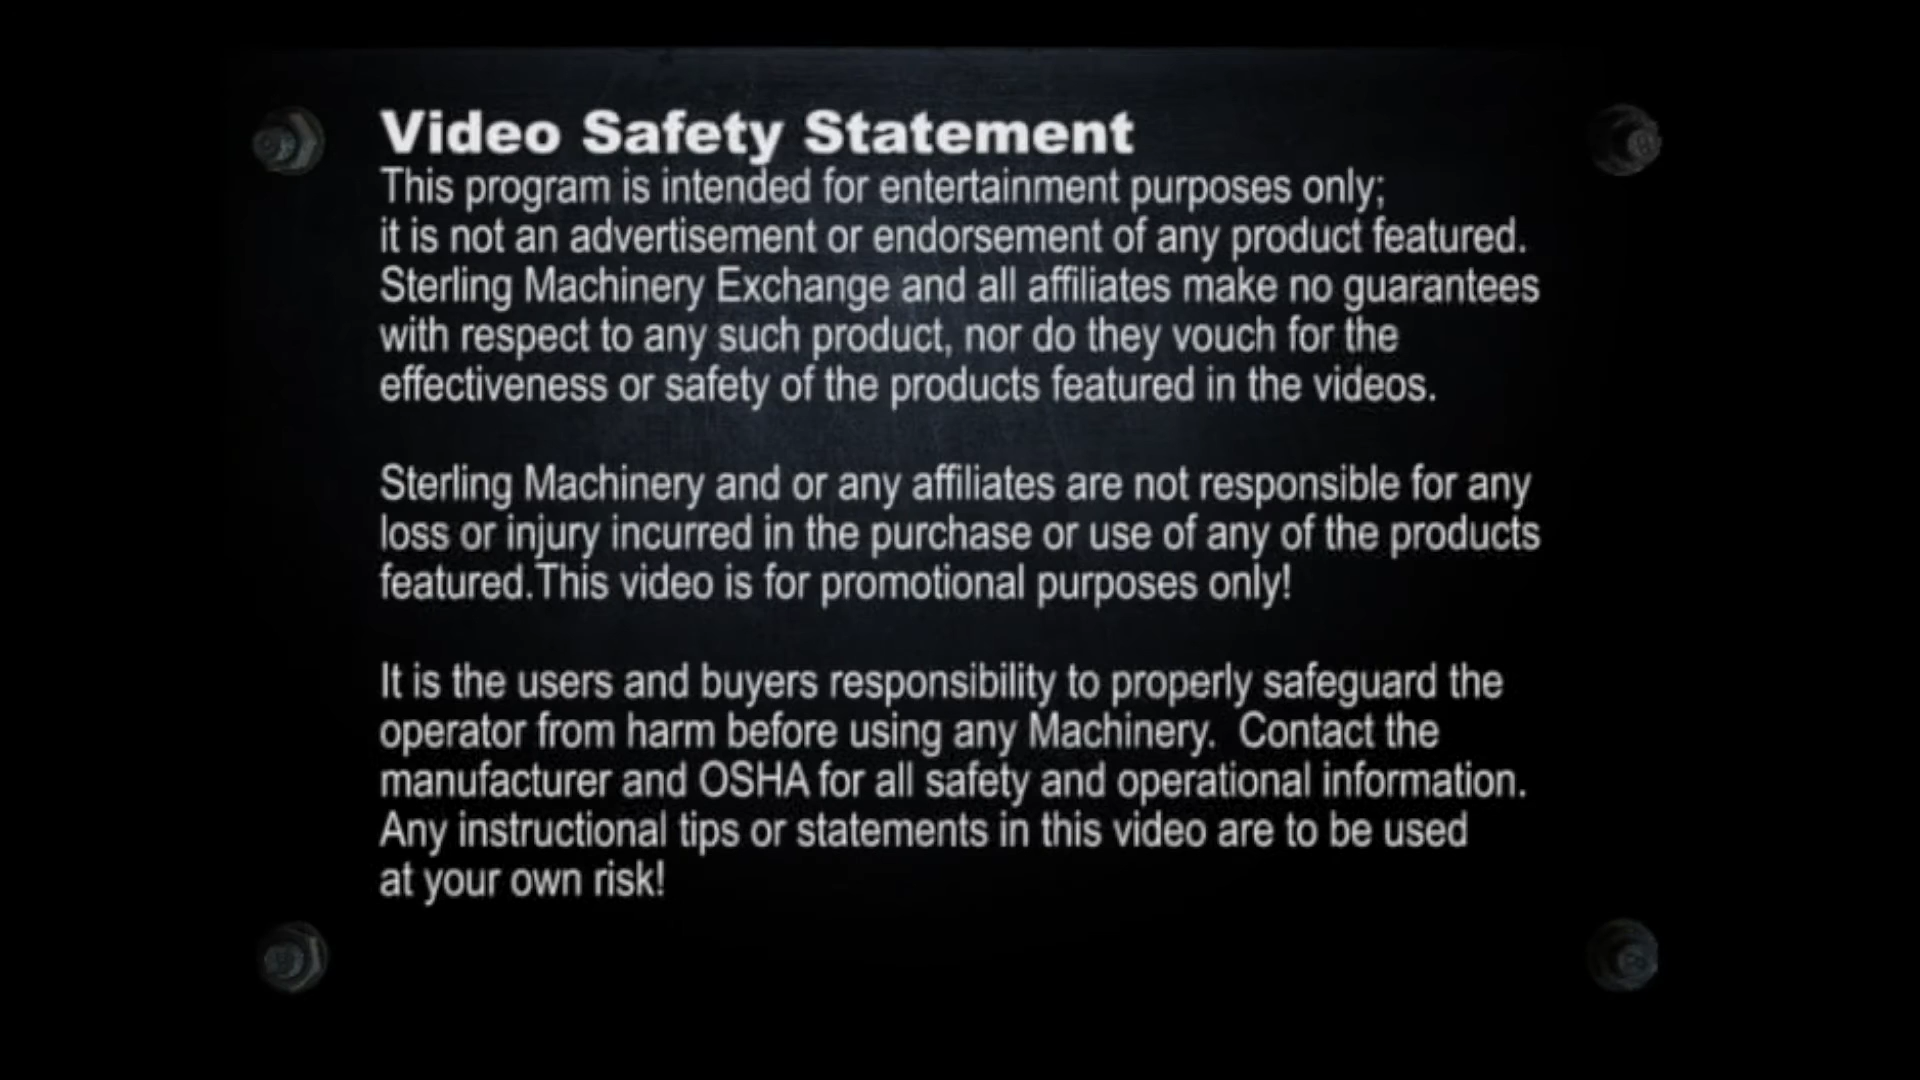 Video Safety Statement
This program is intended for entertainment purposes only;
it is not an advertisement or endorsement of any product featured.
Sterling Machinery Exchange and all affiliates make no guarantees
with respect to any such product, nor do they vouch for the
effectiveness or safety of the products featured in the videos.
Sterling Machinery and or any affiliates are not responsible for any
loss or injury incurred in the purchase or use of any of the products
featured.This video is for promotional purposes only!
It is the users and buyers responsibility to properly safeguard the
operator from harm before using any Machinery.  Contact the
manufacturer and OSHA for all safety and operational information.
Any instructional tips or statements in this video are to be used
at your own risk!